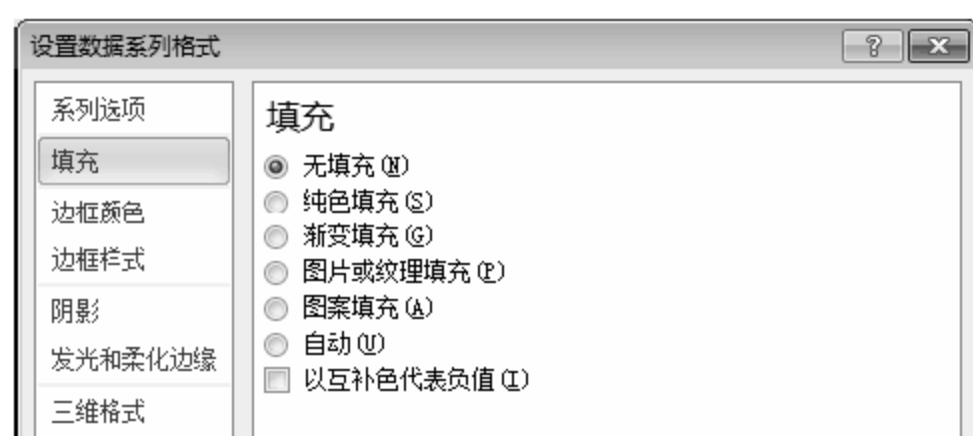 设置数据系列格式
系列选项
填充
边框颜色
边框样式
阴影
发光和柔化边缘
三维格式
填充
无填充(N)
纯色填充(S)
渐变填充(G)
图片或纹理填充(P)
图案填充(A)
自动(U)
以互补色代表负值(I)